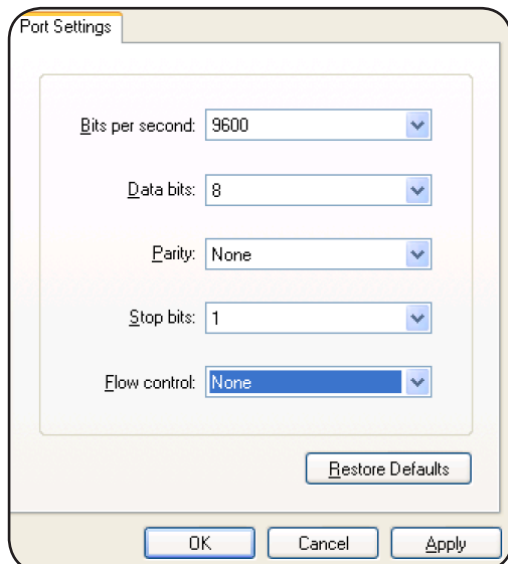 Port Settings
Bits per second: 9600
Data bits: 8
Parity: None
Stop bits: 1
Flow control: None
Restore Defaults
OK Cancel Apply